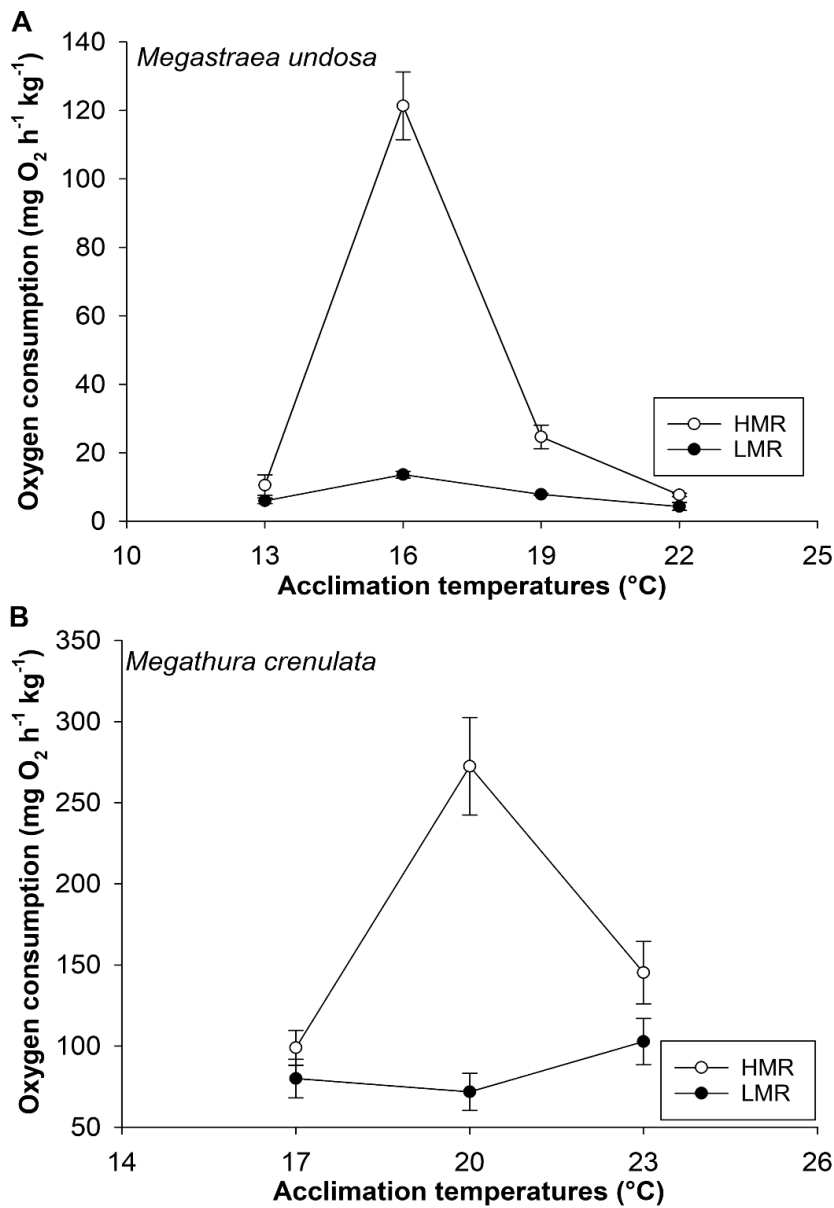 A
Megastraea undosa
Oxygen consumption (mg O₂ h⁻¹ kg⁻¹)
140
120
100
80
60
40
20
0
HMR
LMR
10 13 16 19 22 25
Acclimation temperatures (°C)
B
Megathura crenulata
Oxygen consumption (mg O₂ h⁻¹ kg⁻¹)
350
300
250
200
150
100
50
HMR
LMR
14 17 20 23 26
Acclimation temperatures (°C)